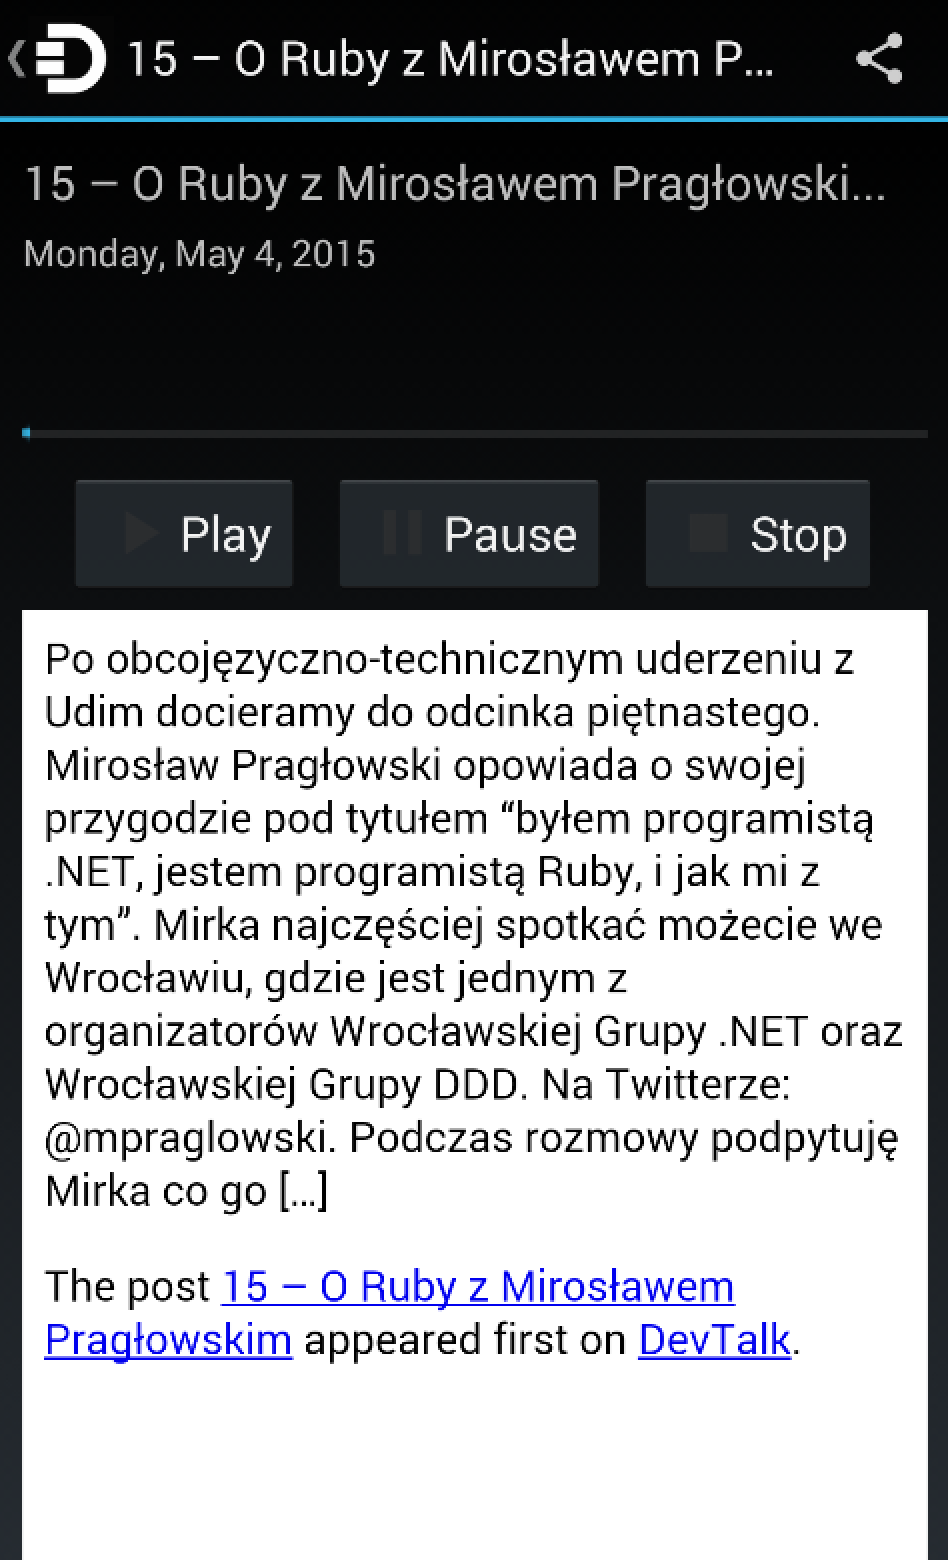 15 – O Ruby z Mirosławem P...
15 – O Ruby z Mirosławem Pragłowski...
Monday, May 4, 2015
Play
Pause
Stop
Po obcojęzyczno-technicznym uderzeniu z
Udim docieramy do odcinka piętnastego.
Mirosław Pragłowski opowiada o swojej
przygodzie pod tytułem “byłem programistą
.NET, jestem programistą Ruby, i jak mi z
tym”. Mirka najczęściej spotkać możecie we
Wrocławiu, gdzie jest jednym z
organizatorów Wrocławskiej Grupy .NET oraz
Wrocławskiej Grupy DDD. Na Twitterze:
@mpraglowski. Podczas rozmowy podpytuję
Mirka co go [...]
The post 15 – O Ruby z Mirosławem
Pragłowskim appeared first on DevTalk.